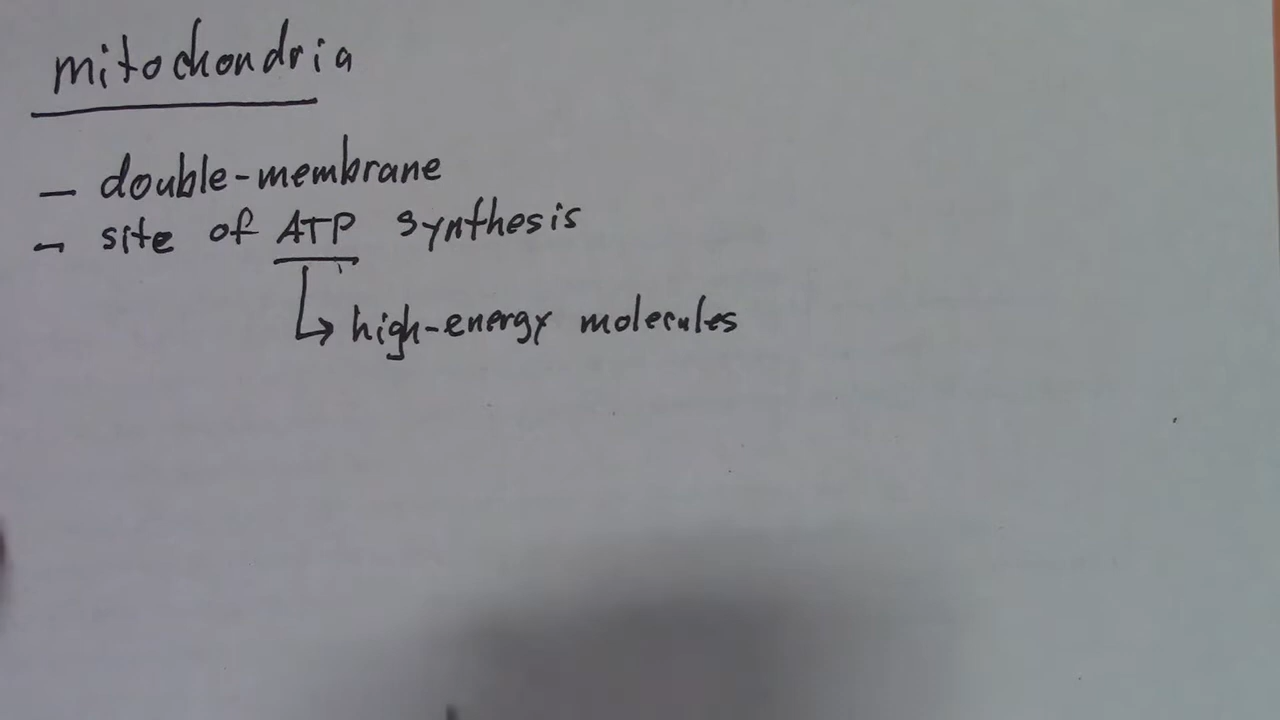 mitochondria
- double-membrane
- site of ATP synthesis
↳ high-energy molecules